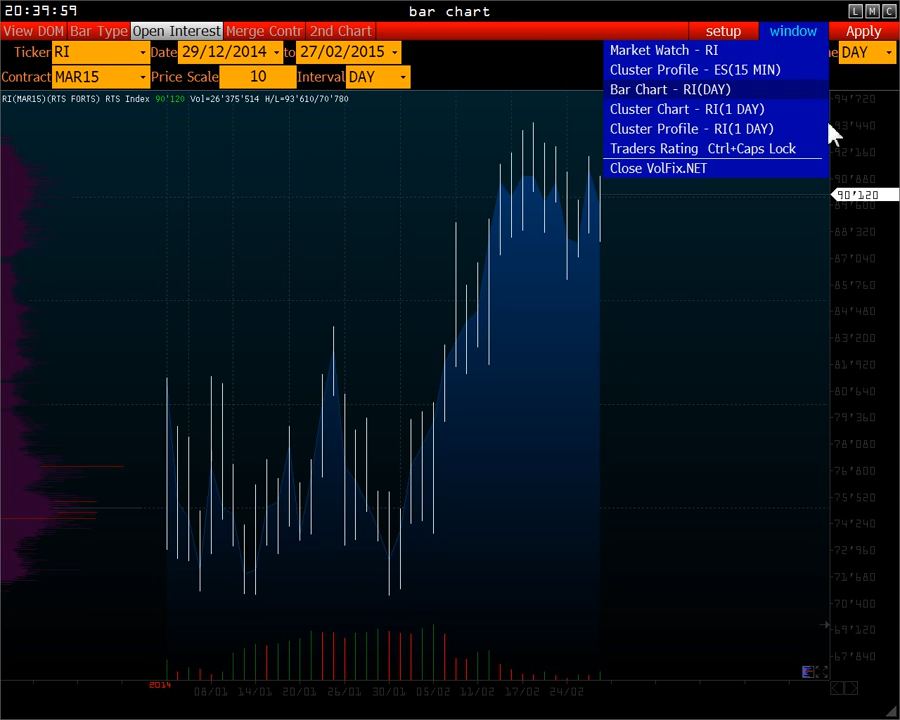 20:39:59 bar chart L M C
View DOM Bar Type Open Interest Merge Contr 2nd Chart setup window Apply
Ticker RI Date 29/12/2014 to 27/02/2015 DAY
Contract MAR15 Price Scale 10 Interval DAY
Market Watch - RI
Cluster Profile - ES(15 MIN)
Bar Chart - RI(DAY)
Cluster Chart - RI(1 DAY)
Cluster Profile - RI(1 DAY)
Traders Rating Ctrl+Caps Lock
Close VolFix.NET
RI(MAR15)(RTS FORTS) RTS Index 90'120 Vol=26'375'514 H/L=93'610/70'780
94'720
93'440
92'160
90'880
90'120
89'600
88'320
87'040
85'760
84'480
83'200
81'920
80'640
79'360
78'080
76'800
75'520
74'240
72'960
71'680
70'400
69'120
67'840
2014 08/01 14/01 20/01 26/01 30/01 05/02 11/02 17/02 24/02